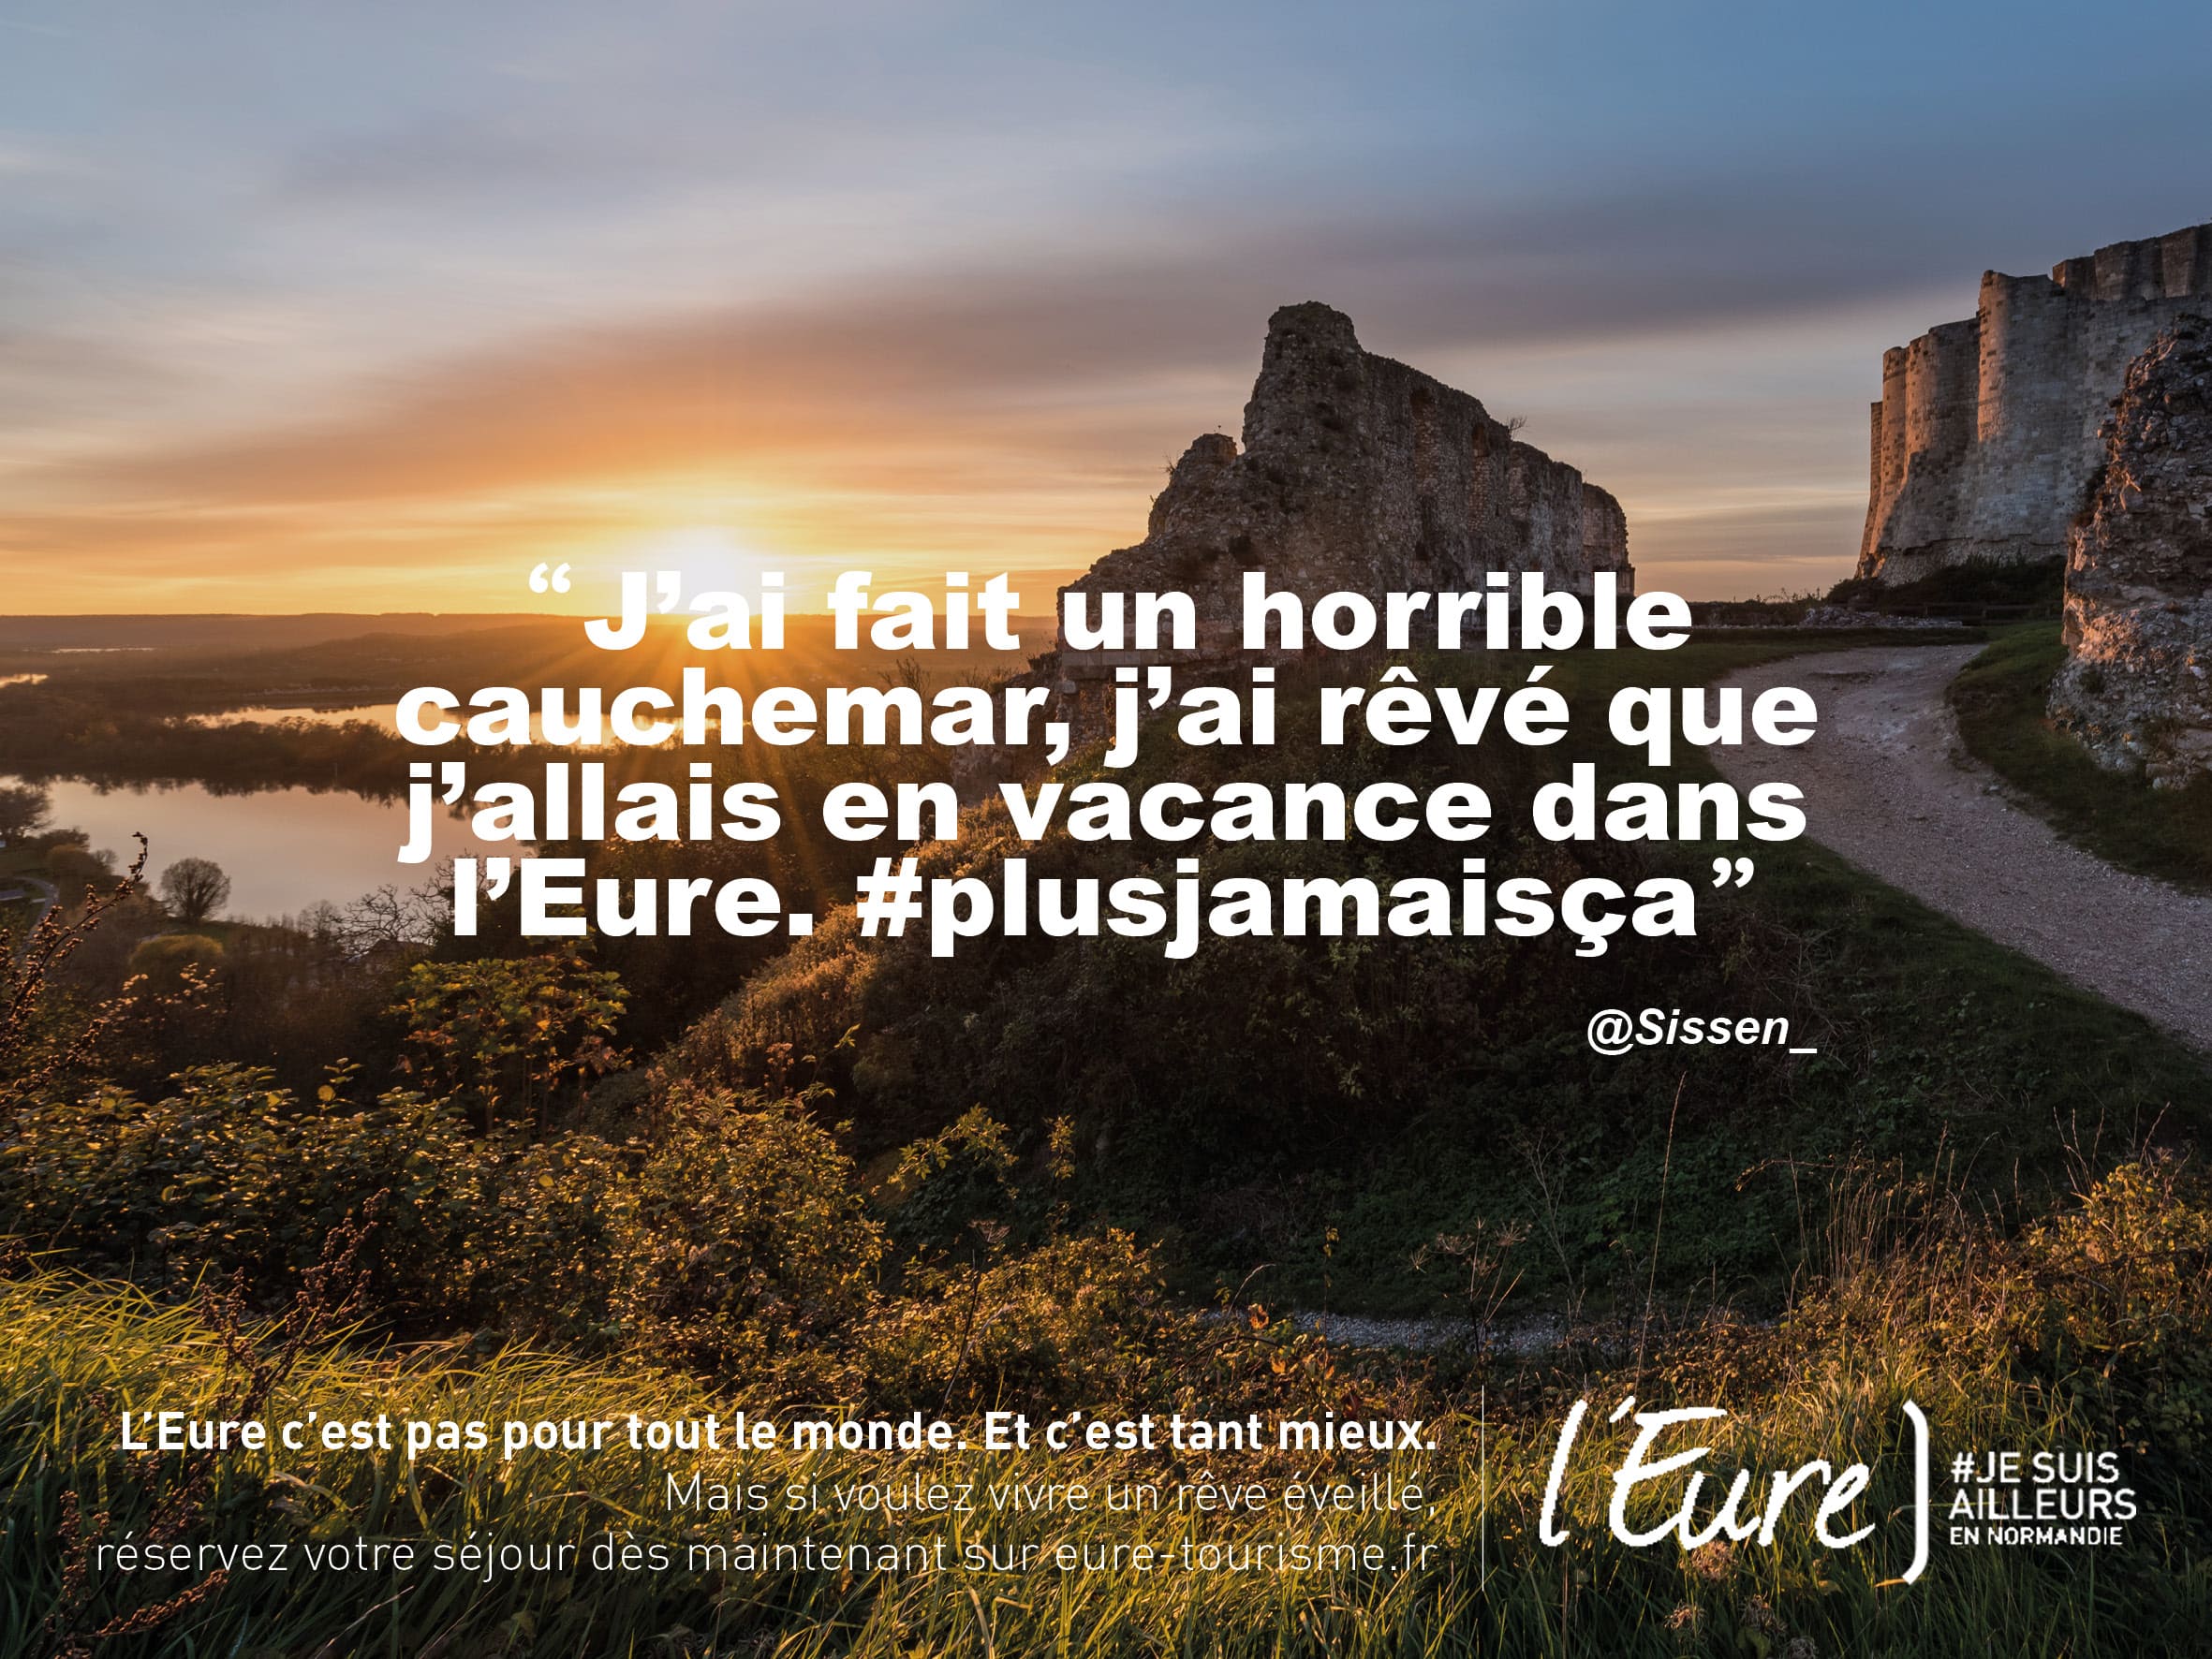 “ J’ai fait un horrible
cauchemar, j’ai rêvé que
j’allais en vacance dans
l’Eure. #plusjamaisça”
@Sissen_
L’Eure c’est pas pour tout le monde. Et c’est tant mieux.
Mais si voulez vivre un rêve éveillé,
réservez votre séjour dès maintenant sur eure-tourisme.fr
l’Eure)
#JE SUIS
AILLEURS
EN NORMANDIE